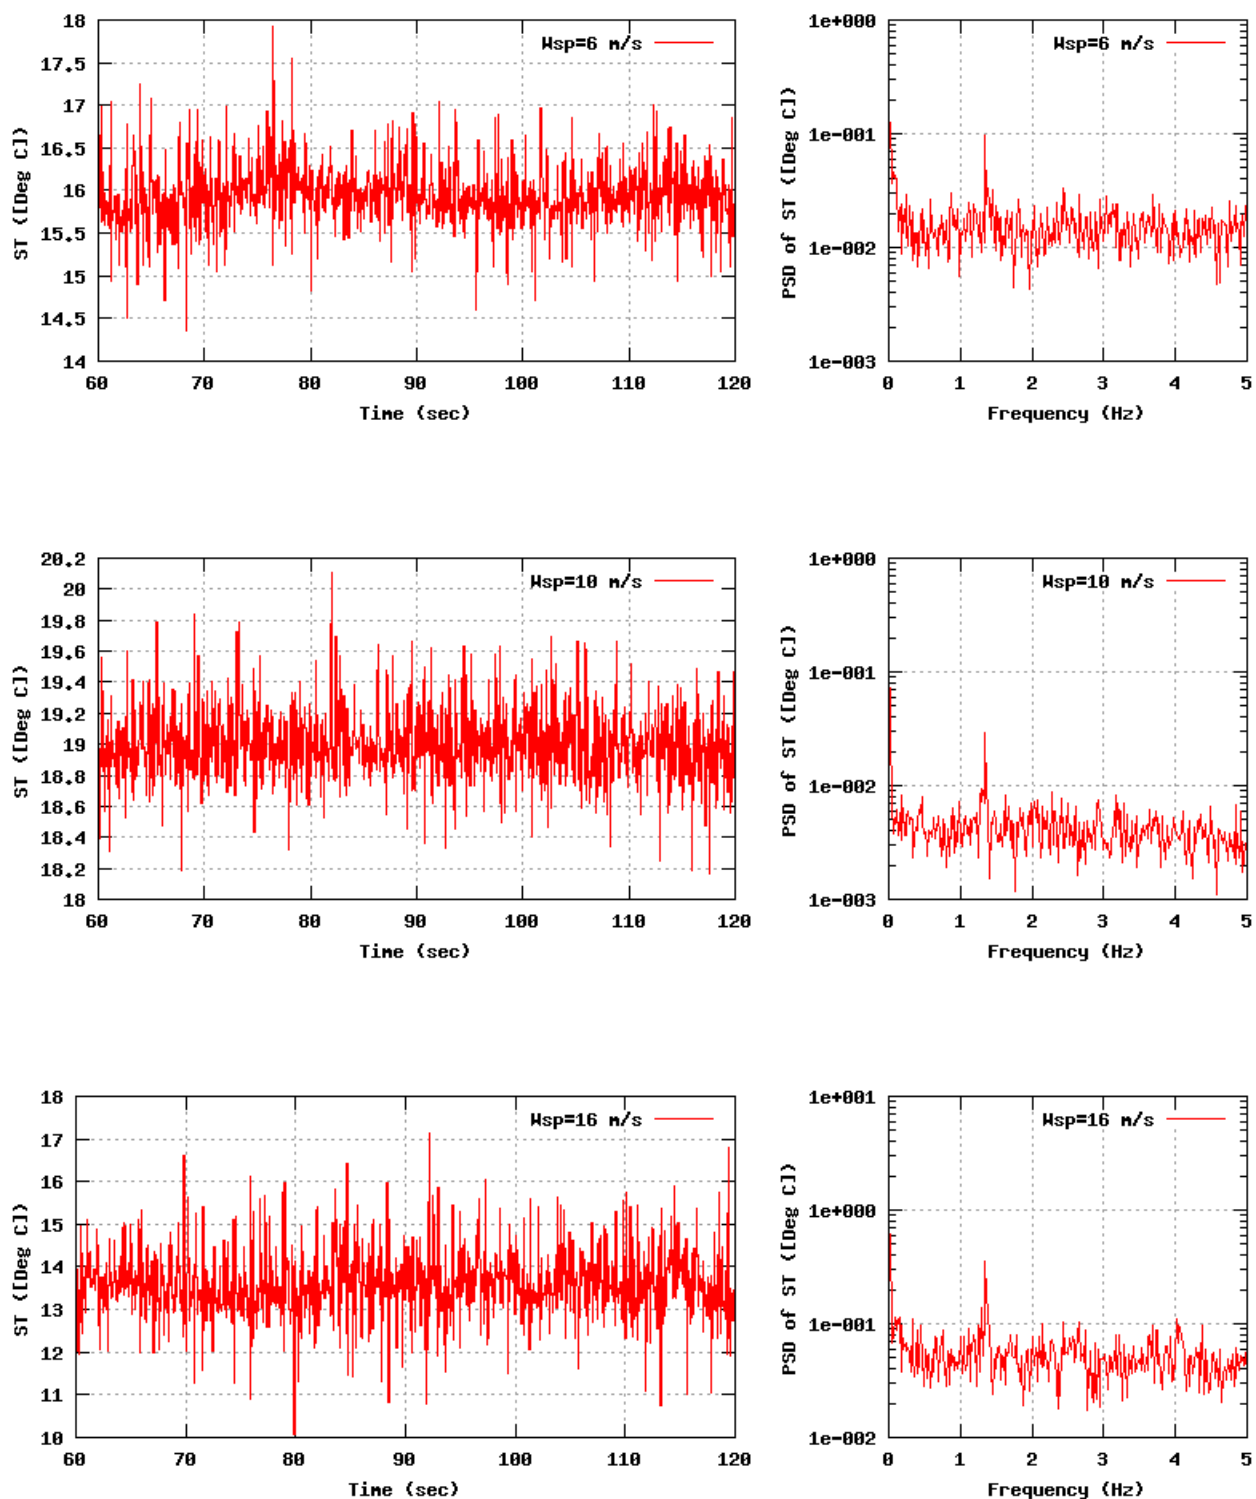 ST ([Deg C])
18
17.5
17
16.5
16
15.5
15
14.5
14
Wsp=6 m/s
60 70 80 90 100 110 120
Time (sec)
PSD of ST ([Deg C])
1e+000
1e-001
1e-002
1e-003
Wsp=6 m/s
0 1 2 3 4 5
Frequency (Hz)
ST ([Deg C])
20.2
20
19.8
19.6
19.4
19.2
19
18.8
18.6
18.4
18.2
18
Wsp=10 m/s
60 70 80 90 100 110 120
Time (sec)
PSD of ST ([Deg C])
1e+000
1e-001
1e-002
1e-003
Wsp=10 m/s
0 1 2 3 4 5
Frequency (Hz)
ST ([Deg C])
18
17
16
15
14
13
12
11
10
Wsp=16 m/s
60 70 80 90 100 110 120
Time (sec)
PSD of ST ([Deg C])
1e+001
1e+000
1e-001
1e-002
Wsp=16 m/s
0 1 2 3 4 5
Frequency (Hz)